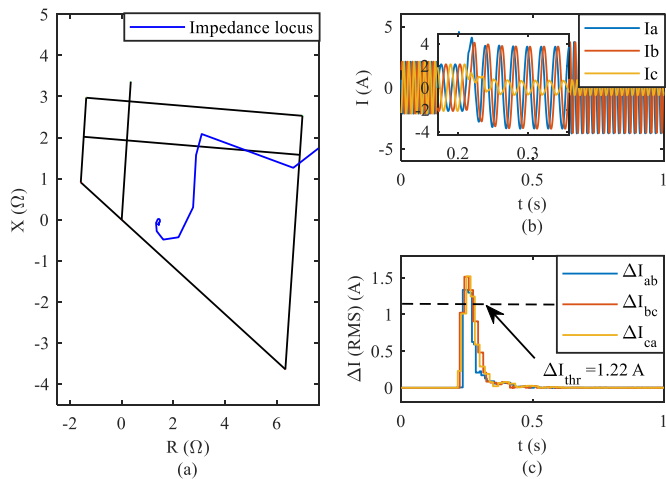 5
4
3
2
1
0
-1
-2
-3
-4
X (Ω)
-2
0
2
4
6
R (Ω)
(a)
Impedance locus
5
0
-5
I (A)
4
2
0
-2
-4
0.2
0.3
Ia
Ib
Ic
0
0.5
1
t (s)
(b)
1.5
1
0.5
0
ΔI (RMS) (A)
ΔIab
ΔIbc
ΔIca
ΔIthr =1.22 A
0
0.5
1
t (s)
(c)